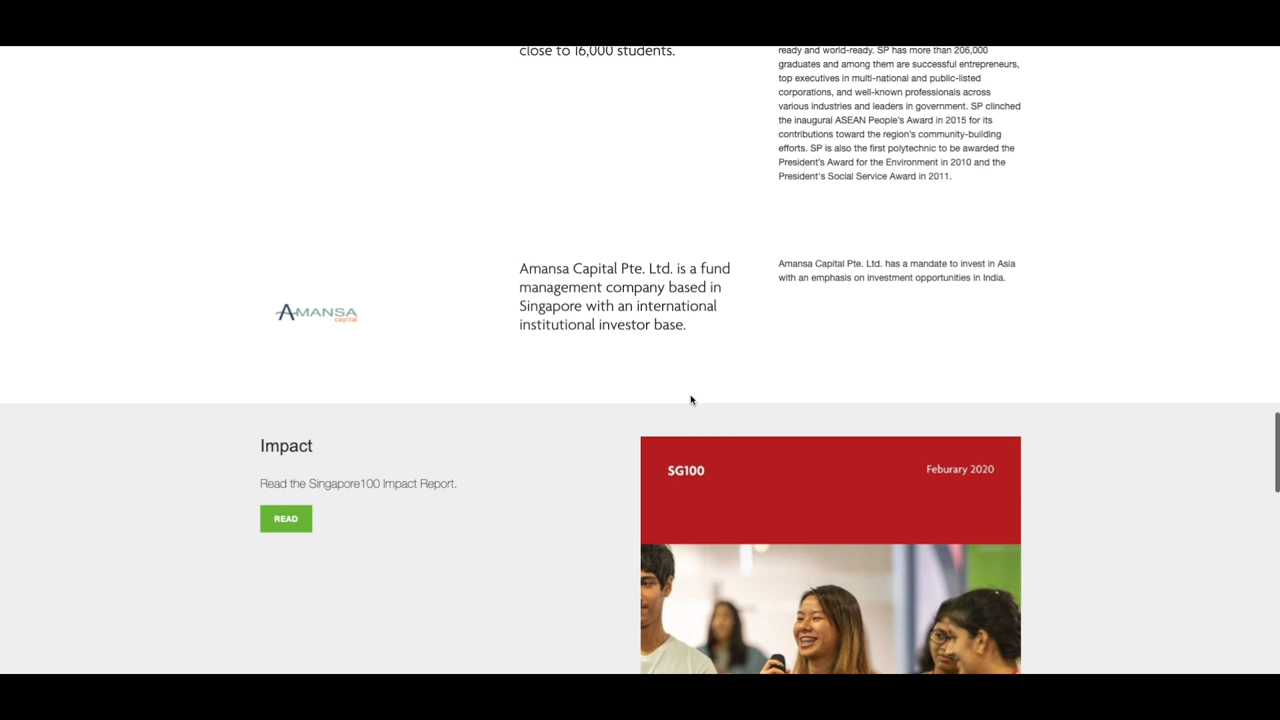 close to 16,000 students.
ready and world-ready. SP has more than 206,000
graduates and among them are successful entrepreneurs,
top executives in multi-national and public-listed
corporations, and well-known professionals across
various industries and leaders in government. SP clinched
the inaugural ASEAN People's Award in 2015 for its
contributions toward the region's community-building
efforts. SP is also the first polytechnic to be awarded the
President's Award for the Environment in 2010 and the
President's Social Service Award in 2011.
AMANSA
capital
Amansa Capital Pte. Ltd. is a fund
management company based in
Singapore with an international
institutional investor base.
Amansa Capital Pte. Ltd. has a mandate to invest in Asia
with an emphasis on investment opportunities in India.
Impact
Read the Singapore100 Impact Report.
READ
SG100
Feburary 2020